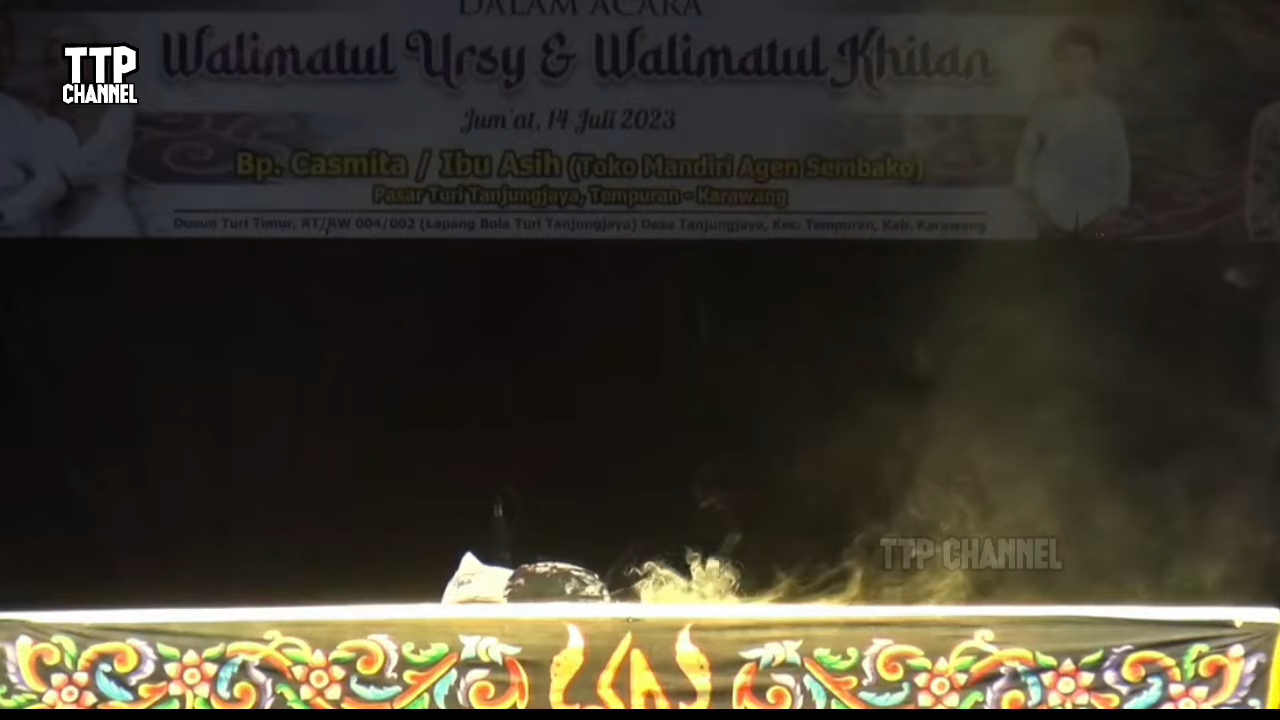 DALAM ACARA
TTP
CHANNEL
Walimatul Ursy & Walimatul Khitan
Jum'at, 14 Juli 2023
Bp. Casmita / Ibu Asih (Toko Mandiri Agen Sembako)
Pasar Turi Tanjungjaya, Tempuran - Karawang
Dusun Turi Timur, RT/RW 004/002 (Lapang Bola Turi Tanjungjaya) Desa Tanjungjaya, Kec. Tempuran, Kab. Karawang
TTP CHANNEL